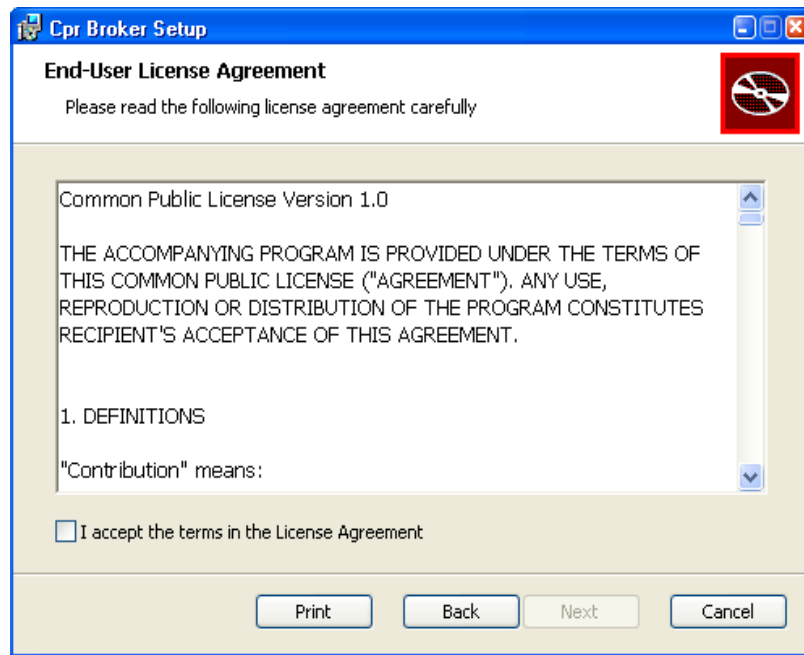 Cpr Broker Setup
End-User License Agreement
Please read the following license agreement carefully
Common Public License Version 1.0
THE ACCOMPANYING PROGRAM IS PROVIDED UNDER THE TERMS OF
THIS COMMON PUBLIC LICENSE ("AGREEMENT"). ANY USE,
REPRODUCTION OR DISTRIBUTION OF THE PROGRAM CONSTITUTES
RECIPIENT'S ACCEPTANCE OF THIS AGREEMENT.
1. DEFINITIONS
"Contribution" means:
I accept the terms in the License Agreement
Print Back Next Cancel